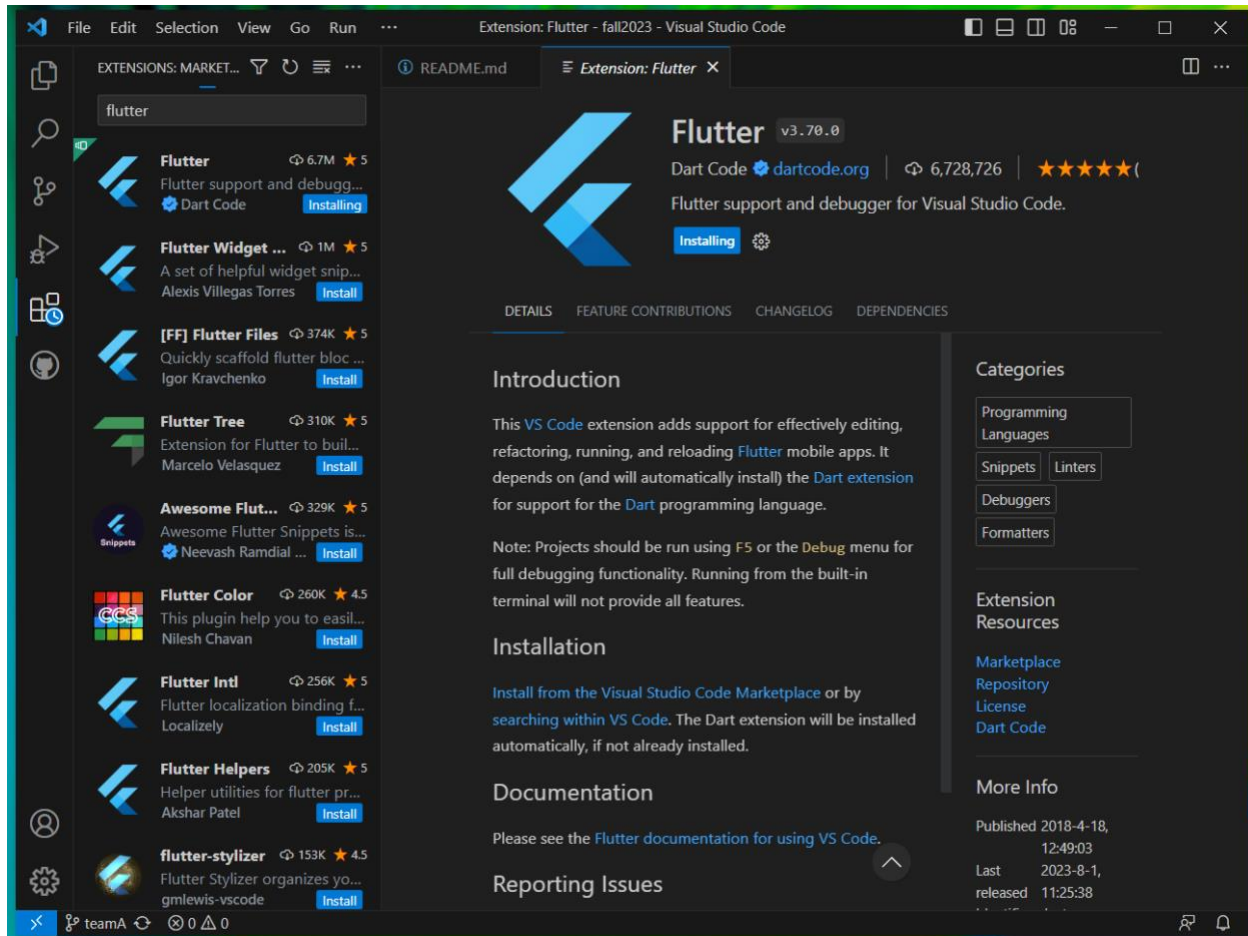 File Edit Selection View Go Run ··· Extension: Flutter - fall2023 - Visual Studio Code
EXTENSIONS: MARKET... ···
flutter
Flutter 6.7M ★ 5
Flutter support and debugg...
Dart Code Installing
Flutter Widget ... 1M ★ 5
A set of helpful widget snip...
Alexis Villegas Torres Install
[FF] Flutter Files 374K ★ 5
Quickly scaffold flutter bloc ...
Igor Kravchenko Install
Flutter Tree 310K ★ 5
Extension for Flutter to buil...
Marcelo Velasquez Install
Snippets
Awesome Flut... 329K ★ 5
Awesome Flutter Snippets is...
Neevash Ramdial ... Install
CCS
Flutter Color 260K ★ 4.5
This plugin help you to easil...
Nilesh Chavan Install
Flutter Intl 256K ★ 5
Flutter localization binding f...
Localizely Install
Flutter Helpers 205K ★ 5
Helper utilities for flutter pr...
Akshar Patel Install
flutter-stylizer 153K ★ 4.5
Flutter Stylizer organizes yo...
gmlewis-vscode Install
README.md Extension: Flutter
Flutter v3.70.0
Dart Code dartcode.org | 6,728,726 | ★★★★★(
Flutter support and debugger for Visual Studio Code.
Installing
DETAILS FEATURE CONTRIBUTIONS CHANGELOG DEPENDENCIES
Introduction
This VS Code extension adds support for effectively editing,
refactoring, running, and reloading Flutter mobile apps. It
depends on (and will automatically install) the Dart extension
for support for the Dart programming language.
Note: Projects should be run using F5 or the Debug menu for
full debugging functionality. Running from the built-in
terminal will not provide all features.
Installation
Install from the Visual Studio Code Marketplace or by
searching within VS Code. The Dart extension will be installed
automatically, if not already installed.
Documentation
Please see the Flutter documentation for using VS Code.
Reporting Issues
Categories
Programming
Languages
Snippets Linters
Debuggers
Formatters
Extension
Resources
Marketplace
Repository
License
Dart Code
More Info
Published 2018-4-18,
12:49:03
Last 2023-8-1,
released 11:25:38
teamA 0 0